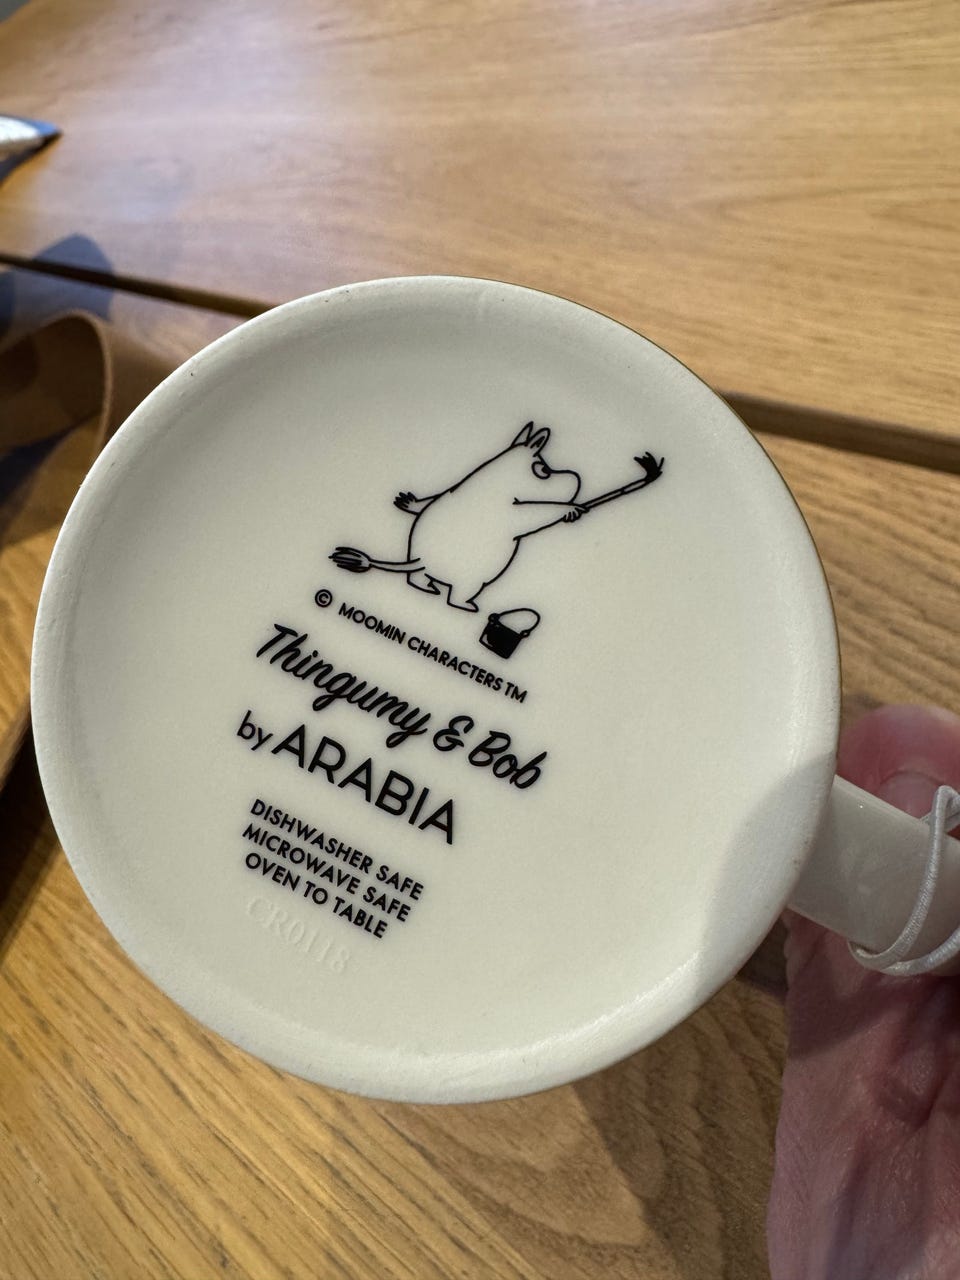 © MOOMIN CHARACTERS TM
Thingumy & Bob
by ARABIA
DISHWASHER SAFE
MICROWAVE SAFE
OVEN TO TABLE
CR0118